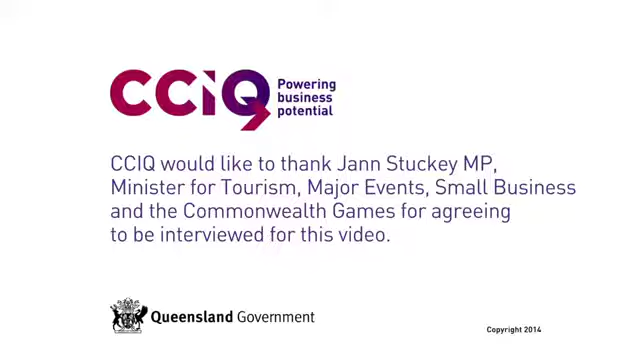 CCIQ
Powering
business
potential
CCIQ would like to thank Jann Stuckey MP,
Minister for Tourism, Major Events, Small Business
and the Commonwealth Games for agreeing
to be interviewed for this video.
Queensland Government
Copyright 2014